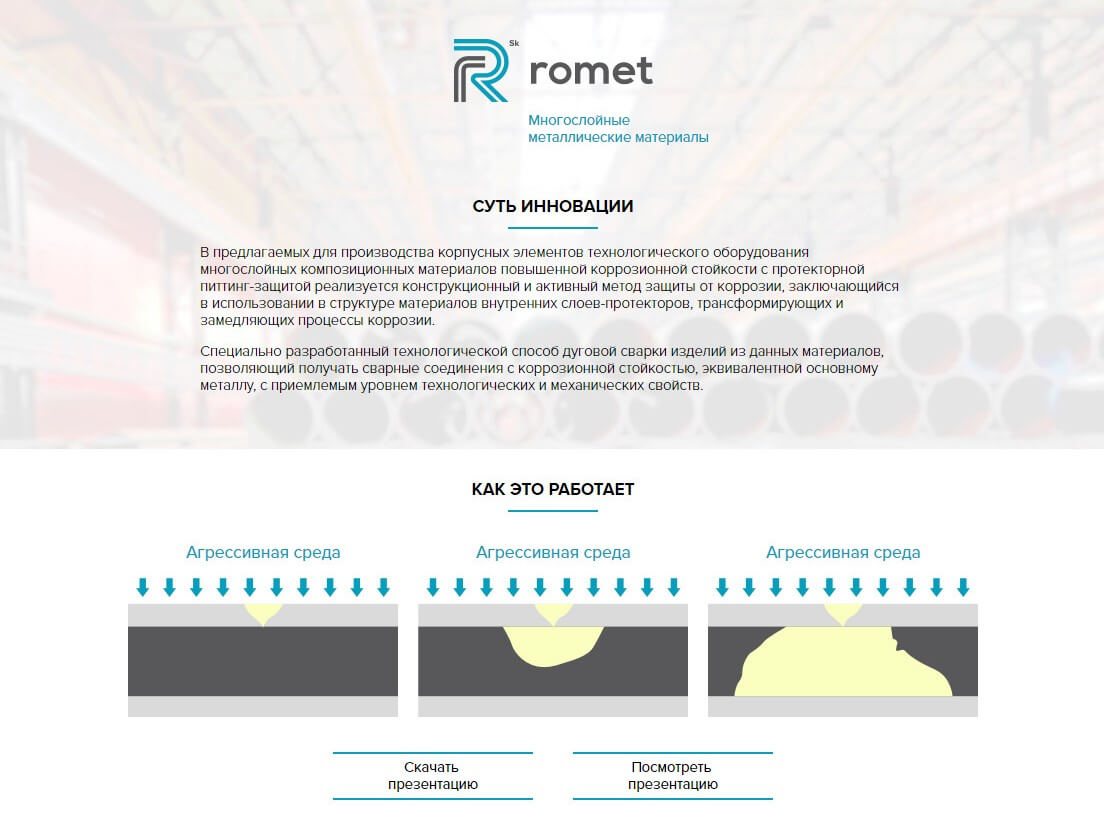 Sk
romet
Многослойные
металлические материалы
СУТЬ ИННОВАЦИИ
В предлагаемых для производства корпусных элементов технологического оборудования
многослойных композиционных материалов повышенной коррозионной стойкости с протекторной
питтинг-защитой реализуется конструкционный и активный метод защиты от коррозии, заключающийся
в использовании в структуре материалов внутренних слоев-протекторов, трансформирующих и
замедляющих процессы коррозии.
Специально разработанный технологической способ дуговой сварки изделий из данных материалов,
позволяющий получать сварные соединения с коррозионной стойкостью, эквивалентной основному
металлу, с приемлемым уровнем технологических и механических свойств.
КАК ЭТО РАБОТАЕТ
Агрессивная среда
Агрессивная среда
Агрессивная среда
Скачать
презентацию
Посмотреть
презентацию